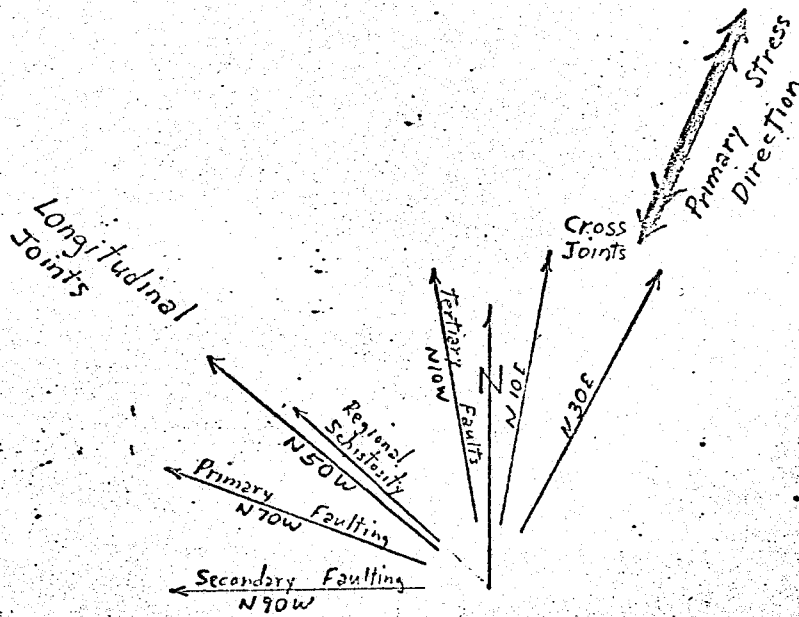 Primary Stress
Direction
Longitudinal
Joints
Cross
Joints
Tertiary Faults
N10W
N
N10E
N30E
Regional
Schistosity
N50W
Primary Faulting
N70W
Secondary Faulting
N90W